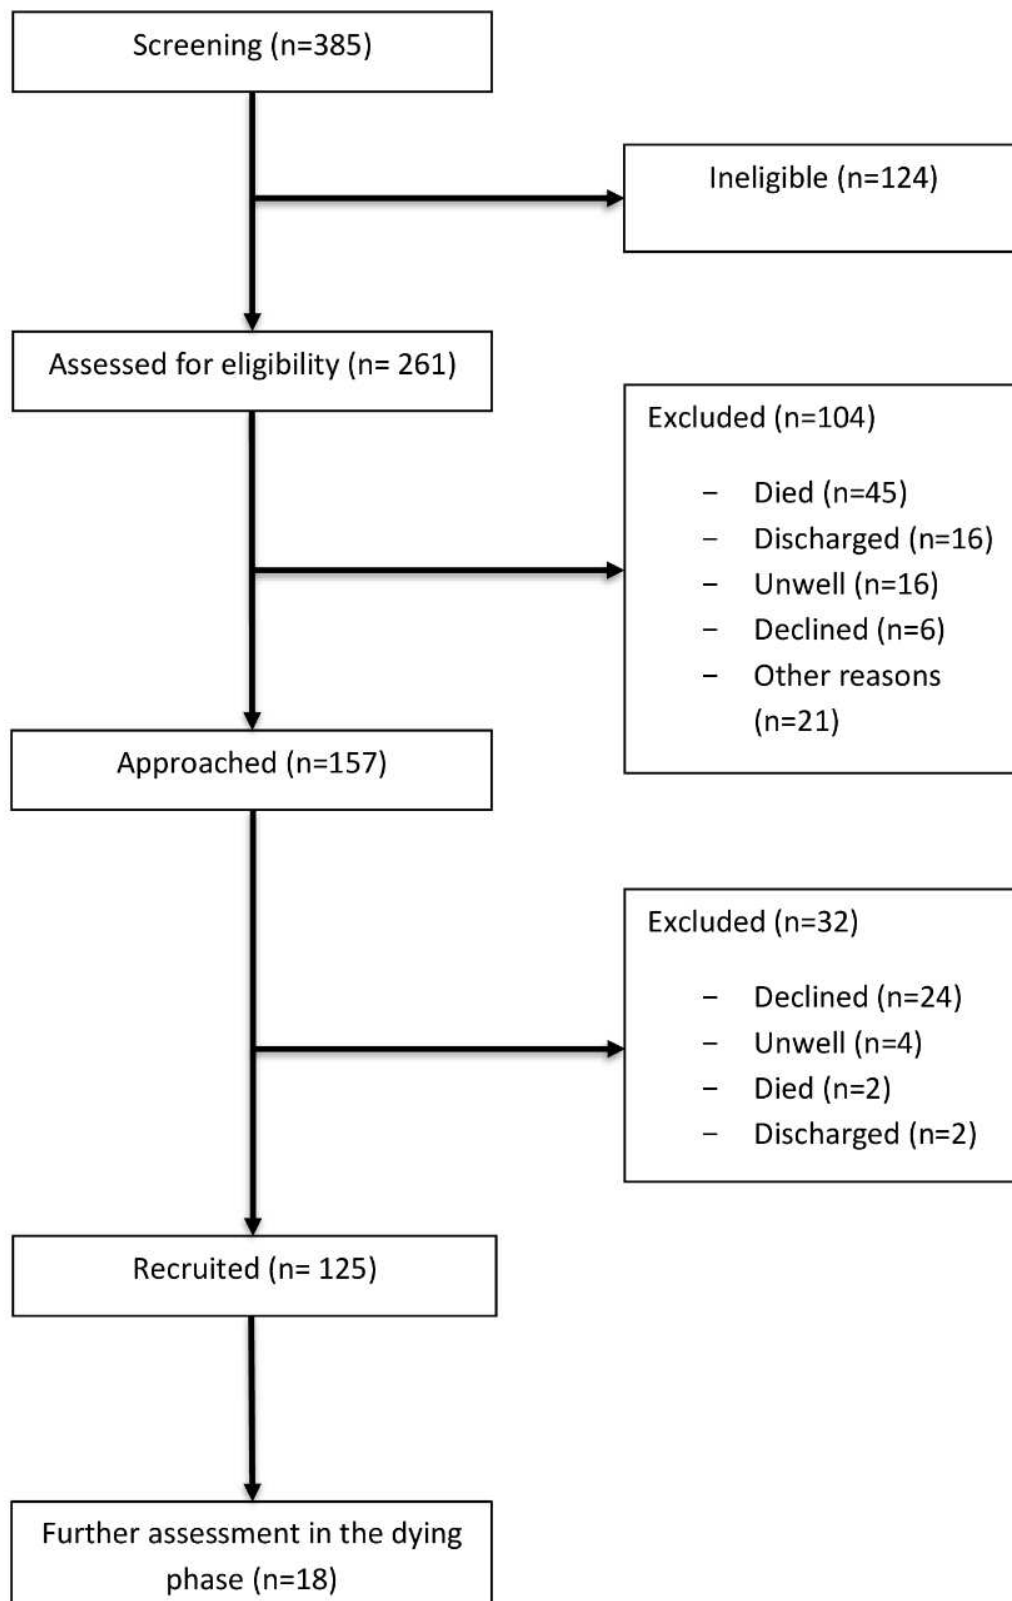 Screening (n=385)
Ineligible (n=124)
Assessed for eligibility (n= 261)
Excluded (n=104)
- Died (n=45)
- Discharged (n=16)
- Unwell (n=16)
- Declined (n=6)
- Other reasons
(n=21)
Approached (n=157)
Excluded (n=32)
- Declined (n=24)
- Unwell (n=4)
- Died (n=2)
- Discharged (n=2)
Recruited (n= 125)
Further assessment in the dying
phase (n=18)